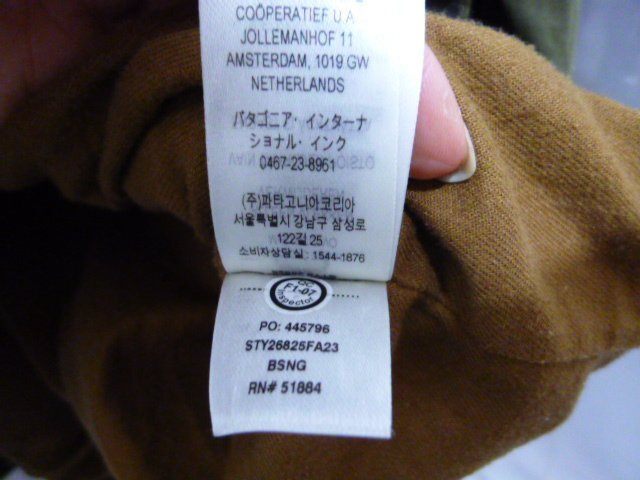 COÖPERATIEF U.A.
JOLLEMANHOF 11
AMSTERDAM, 1019 GW
NETHERLANDS
パタゴニア・インターナ
ショナル・インク
0467-23-8961
(주)파타고니아코리아
서울특별시 강남구 삼성로
122길 25
소비자상담실 : 1544-1876
QC
F1-07
Inspector
PO: 445796
STY26825FA23
BSNG
RN# 51884